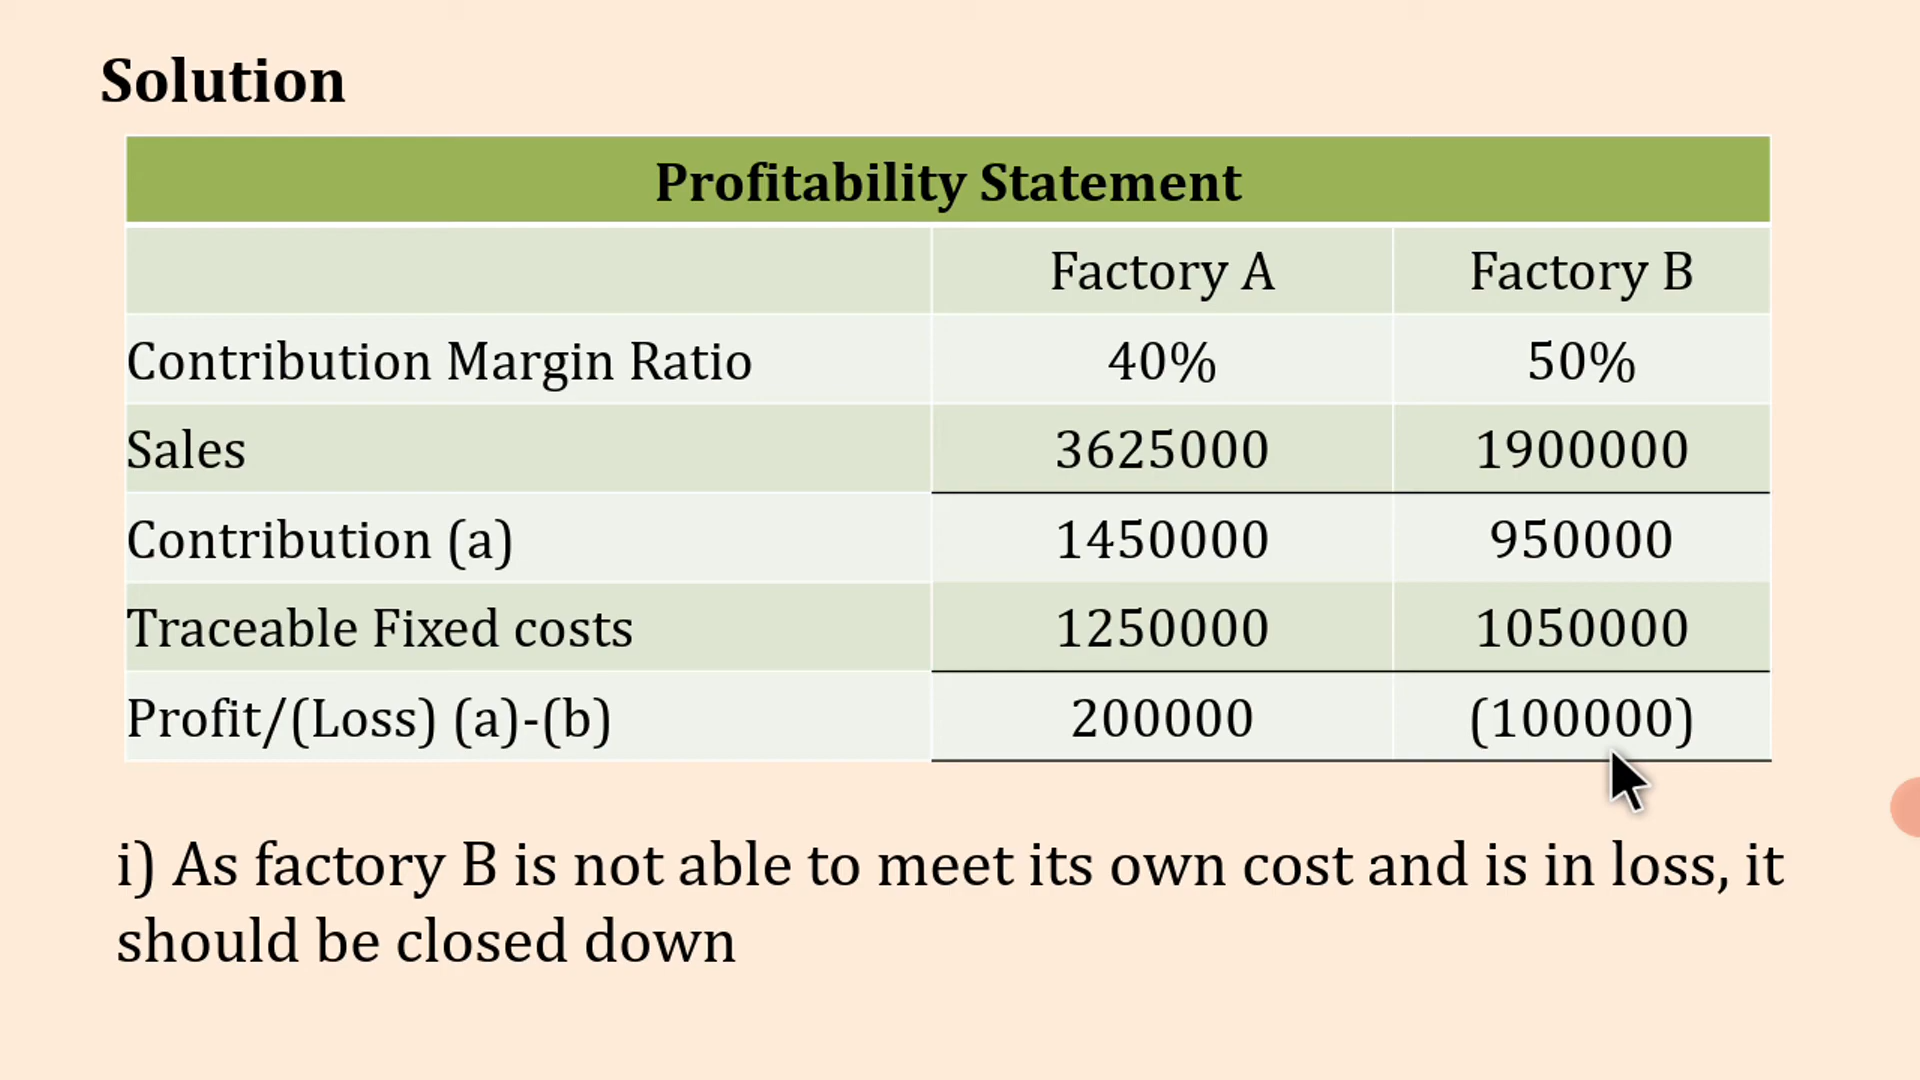 Solution
Profitability Statement
Factory A Factory B
Contribution Margin Ratio 40% 50%
Sales 3625000 1900000
Contribution (a) 1450000 950000
Traceable Fixed costs 1250000 1050000
Profit/(Loss) (a)-(b) 200000 (100000)
i) As factory B is not able to meet its own cost and is in loss, it
should be closed down